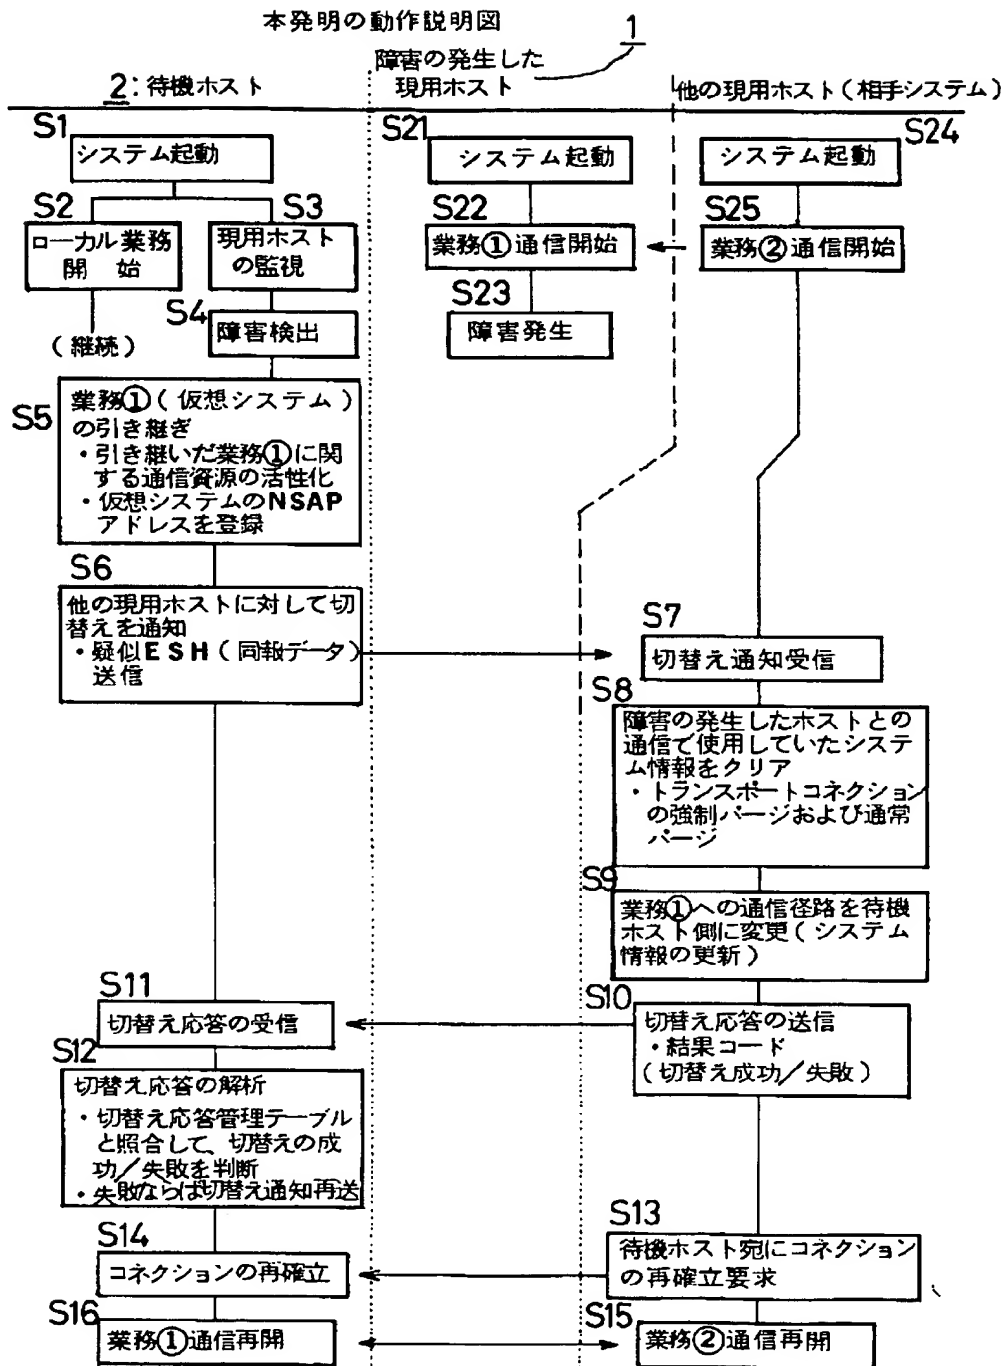 本発明の動作説明図
1
2:待機ホスト
障害の発生した
現用ホスト
他の現用ホスト(相手システム)
S1
システム起動
S21
システム起動
S24
システム起動
S2
ローカル業務
開 始
(継続)
S3
現用ホスト
の監視
S22
業務①通信開始
S25
業務②通信開始
S4
障害検出
S23
障害発生
S5
業務①(仮想システム)
の引き継ぎ
・引き継いだ業務①に関
する通信資源の活性化
・仮想システムのNSAP
アドレスを登録
S6
他の現用ホストに対して切
替えを通知
・疑似ESH(同報データ)
送信
S7
切替え通知受信
S8
障害の発生したホストとの
通信で使用していたシステ
ム情報をクリア
・トランスポートコネクション
の強制パージおよび通常
パージ
S9
業務①への通信径路を待機
ホスト側に変更(システム
情報の更新)
S10
切替え応答の送信
・結果コード
(切替え成功/失敗)
S11
切替え応答の受信
S12
切替え応答の解析
・切替え応答管理テーブル
と照合して、切替えの成
功/失敗を判断
・失敗ならば切替え通知再送
S13
待機ホスト宛にコネクション
の再確立要求
S14
コネクションの再確立
S15
業務②通信再開
S16
業務①通信再開